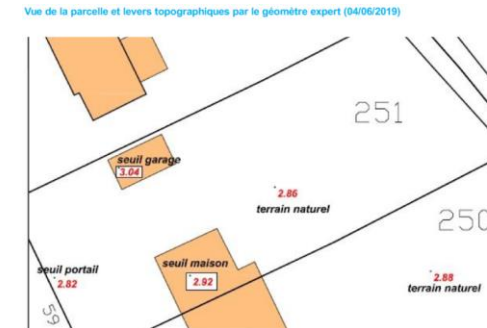 Vue de la parcelle et levers topographiques par le géomètre expert (04/06/2019)
251
seuil garage
3.04
2.86
terrain naturel
250
seuil maison
2.92
seuil portail
2.82
2.88
terrain naturel
59